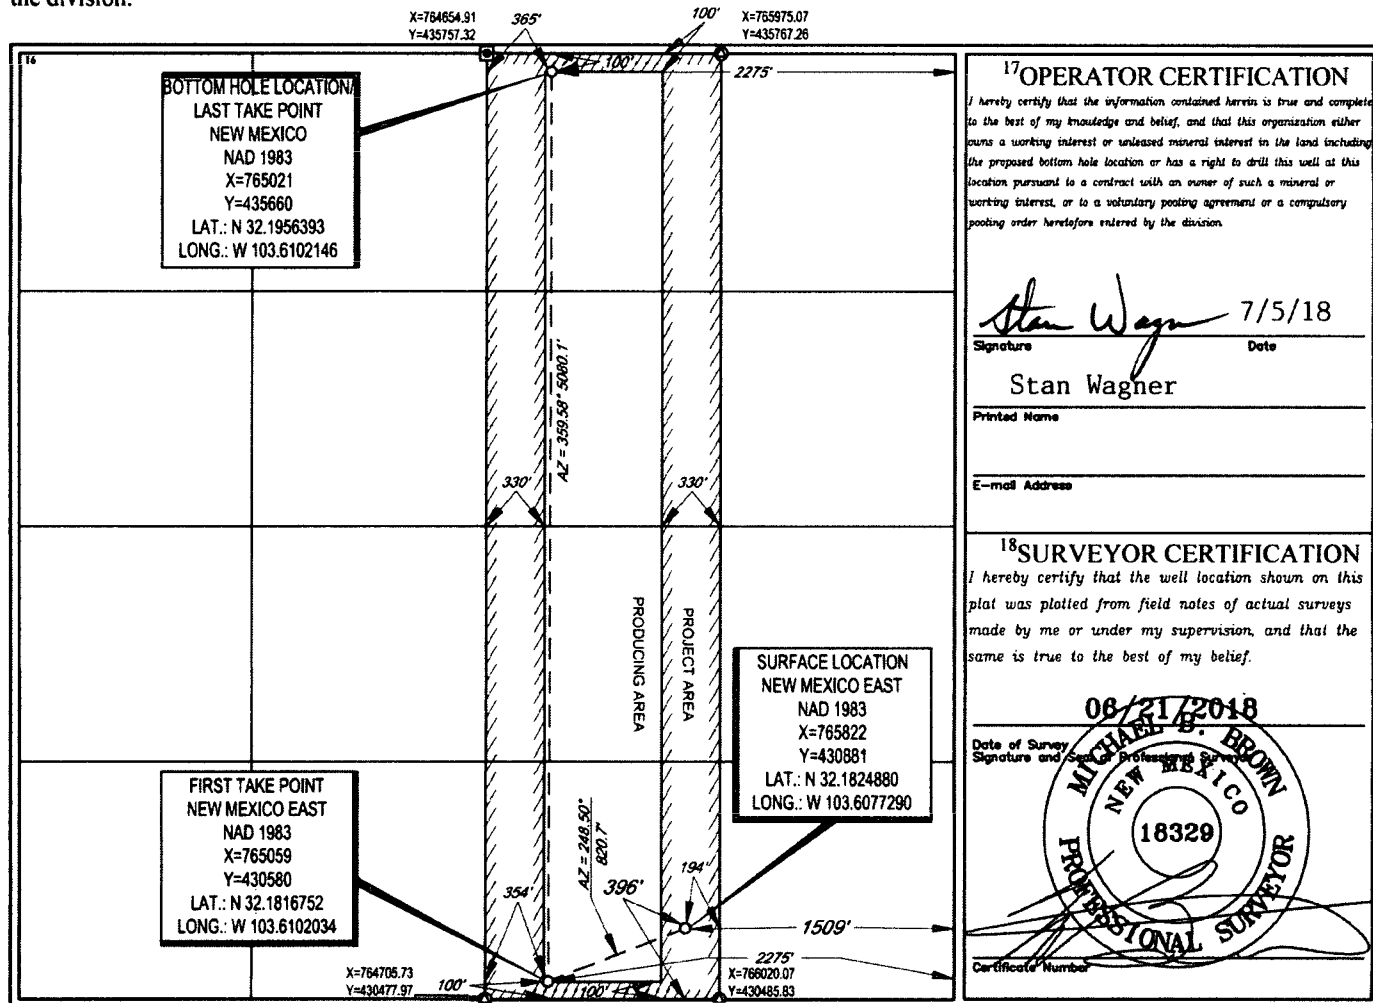 the division.
X=764654.91
Y=435757.32
365'
100'
X=765975.07
Y=435767.26
16
100'
2275'
BOTTOM HOLE LOCATION/
LAST TAKE POINT
NEW MEXICO
NAD 1983
X=765021
Y=435660
LAT.: N 32.1956393
LONG.: W 103.6102146
AZ = 359.58° 5080.1'
330'
330'
PRODUCING AREA
PROJECT AREA
SURFACE LOCATION
NEW MEXICO EAST
NAD 1983
X=765822
Y=430881
LAT.: N 32.1824880
LONG.: W 103.6077290
FIRST TAKE POINT
NEW MEXICO EAST
NAD 1983
X=765059
Y=430580
LAT.: N 32.1816752
LONG.: W 103.6102034
AZ = 248.50°
820.7'
354'
396'
194'
1509'
2275'
X=764705.73
Y=430477.97
100'
100'
X=766020.07
Y=430485.83
17 OPERATOR CERTIFICATION
I hereby certify that the information contained herein is true and complete
to the best of my knowledge and belief, and that this organization either
owns a working interest or unleased mineral interest in the land including
the proposed bottom hole location or has a right to drill this well at this
location pursuant to a contract with an owner of such a mineral or
working interest, or to a voluntary pooling agreement or a compulsory
pooling order heretofore entered by the division.
Stan Wagner 7/5/18
Signature Date
Stan Wagner
Printed Name
E-mail Address
18 SURVEYOR CERTIFICATION
I hereby certify that the well location shown on this
plat was plotted from field notes of actual surveys
made by me or under my supervision, and that the
same is true to the best of my belief.
06/21/2018
Date of Survey
Signature and Seal of Professional Surveyor
MICHAEL B. BROWN
NEW MEXICO
18329
PROFESSIONAL SURVEYOR
Certificate Number